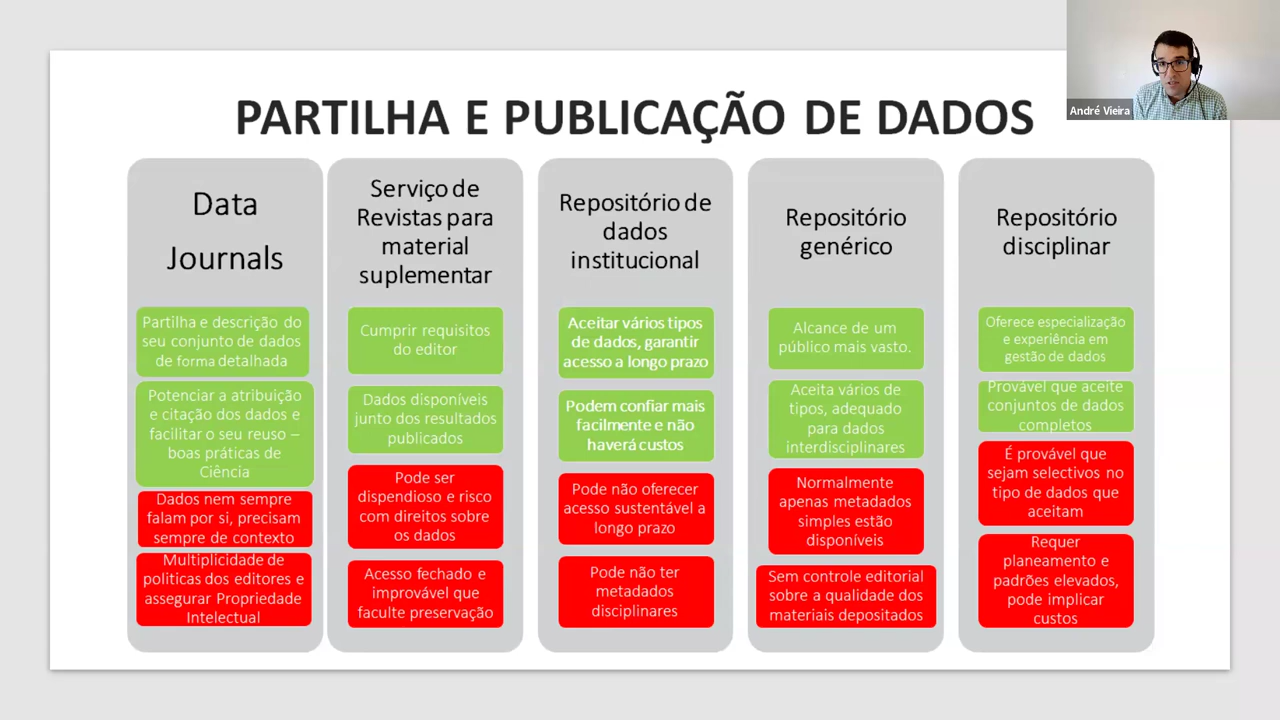 PARTILHA E PUBLICAÇÃO DE DADOS
André Vieira
Data
Journals
Partilha e descrição do
seu conjunto de dados
de forma detalhada
Potenciar a atribuição
e citação dos dados e
facilitar o seu reuso –
boas práticas de
Ciência
Dados nem sempre
falam por si, precisam
sempre de contexto
Multiplicidade de
politicas dos editores e
assegurar Propriedade
Intelectual
Serviço de
Revistas para
material
suplementar
Cumprir requisitos
do editor
Dados disponíveis
junto dos resultados
publicados
Pode ser
dispendioso e risco
com direitos sobre
os dados
Acesso fechado e
improvável que
faculte preservação
Repositório de
dados
institucional
Aceitar vários tipos
de dados, garantir
acesso a longo prazo
Podem confiar mais
facilmente e não
haverá custos
Pode não oferecer
acesso sustentável a
longo prazo
Pode não ter
metadados
disciplinares
Repositório
genérico
Alcance de um
público mais vasto.
Aceita vários de
tipos, adequado
para dados
interdisciplinares
Normalmente
apenas metadados
simples estão
disponíveis
Sem controle editorial
sobre a qualidade dos
materiais depositados
Repositório
disciplinar
Oferece especialização
e experiência em
gestão de dados
Provável que aceite
conjuntos de dados
completos
É provável que
sejam selectivos no
tipo de dados que
aceitam
Requer
planeamento e
padrões elevados,
pode implicar
custos